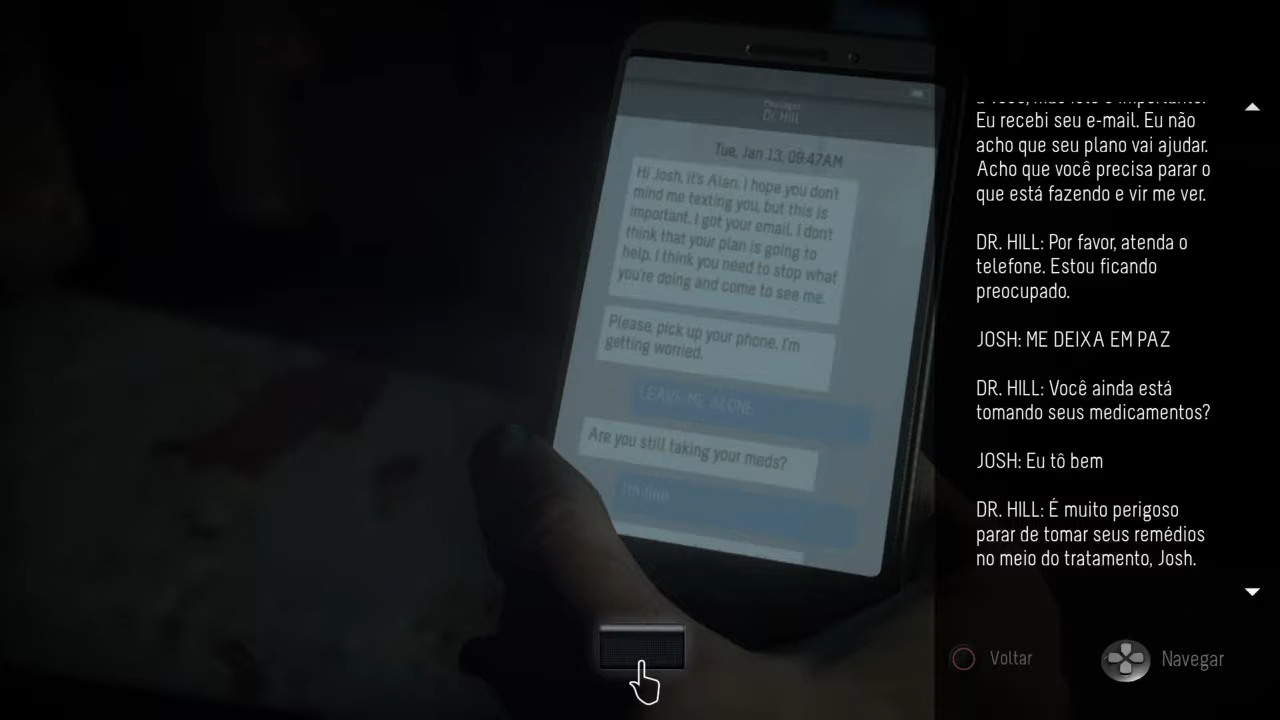 Dr. Hill
Tue, Jan 13, 09:47AM
Hi Josh, it's Alan. I hope you don't
mind me texting you, but this is
important. I got your email. I don't
think that your plan is going to
help. I think you need to stop what
you're doing and come to see me.
Please, pick up your phone. I'm
getting worried.
LEAVE ME ALONE
Are you still taking your meds?
I'm fine
Eu recebi seu e-mail. Eu não
acho que seu plano vai ajudar.
Acho que você precisa parar o
que está fazendo e vir me ver.
DR. HILL: Por favor, atenda o
telefone. Estou ficando
preocupado.
JOSH: ME DEIXA EM PAZ
DR. HILL: Você ainda está
tomando seus medicamentos?
JOSH: Eu tô bem
DR. HILL: É muito perigoso
parar de tomar seus remédios
no meio do tratamento, Josh.
Voltar
Navegar